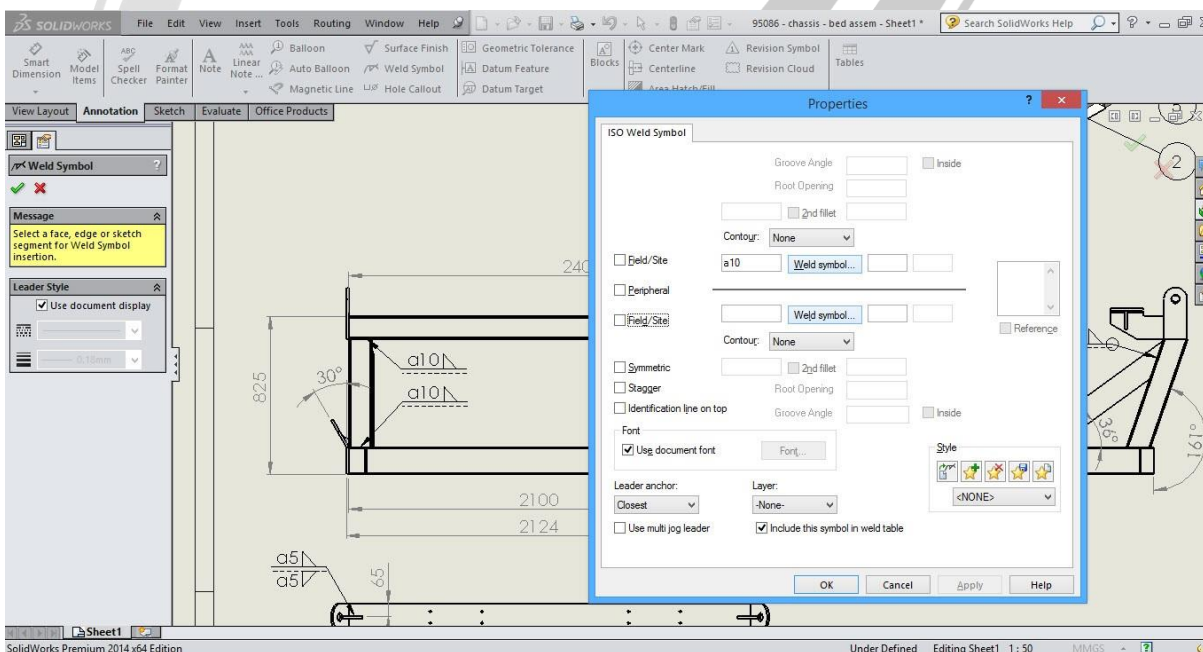 SOLIDWORKS File Edit View Insert Tools Routing Window Help 95086 - chassis - bed assem - Sheet1 * Search SolidWorks Help
Smart Dimension
Model Items
ABC
Spell Checker
Format Painter
Note
Linear Note ...
Balloon
Auto Balloon
Magnetic Line
Surface Finish
Weld Symbol
Hole Callout
Geometric Tolerance
Datum Feature
Datum Target
Blocks
Center Mark
Centerline
Area Hatch/Fill
Revision Symbol
Revision Cloud
Tables
View Layout Annotation Sketch Evaluate Office Products
Weld Symbol ?
Message
Select a face, edge or sketch
segment for Weld Symbol
insertion.
Leader Style
Use document display
0.18mm
240
825
30°
a10
a10
2100
2124
a5
a5
65
2
36°
161°
Properties ?
ISO Weld Symbol
Groove Angle Inside
Root Opening
2nd fillet
Contour: None
Field/Site a10 Weld symbol...
Peripheral
Field/Site Weld symbol...
Reference
Contour: None
Symmetric 2nd fillet
Stagger Root Opening
Identification line on top Groove Angle Inside
Font
Use document font Font...
Style
<NONE>
Leader anchor: Layer:
Closest -None-
Use multi jog leader Include this symbol in weld table
OK Cancel Apply Help
Sheet1
SolidWorks Premium 2014 x64 Edition Under Defined Editing Sheet1 1 : 50 MMGS